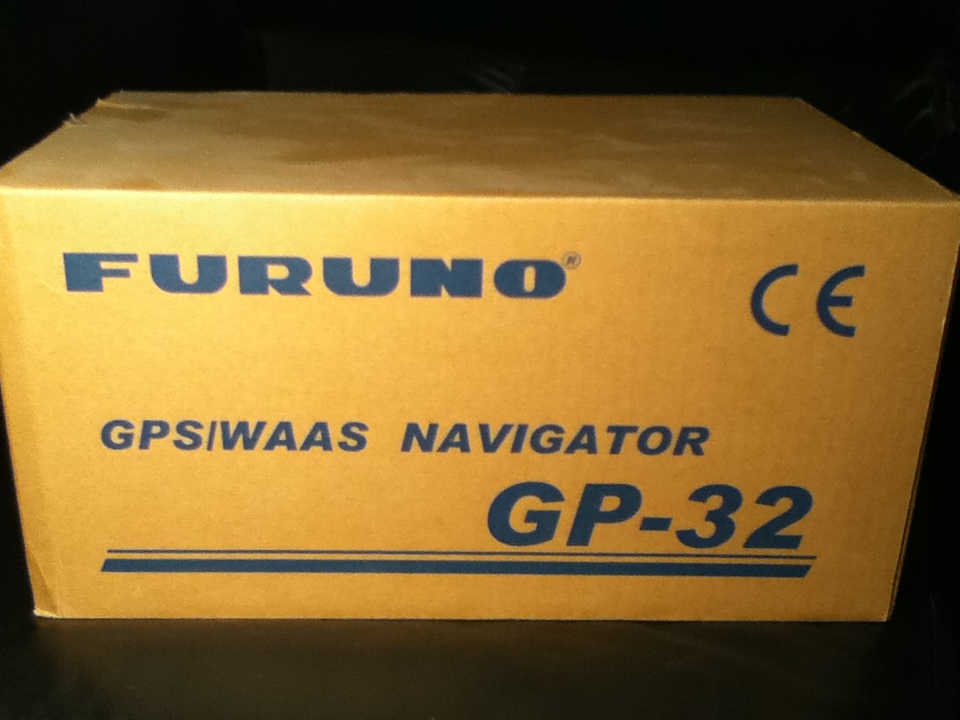 FURUNO®
CE
GPS/WAAS NAVIGATOR
GP-32